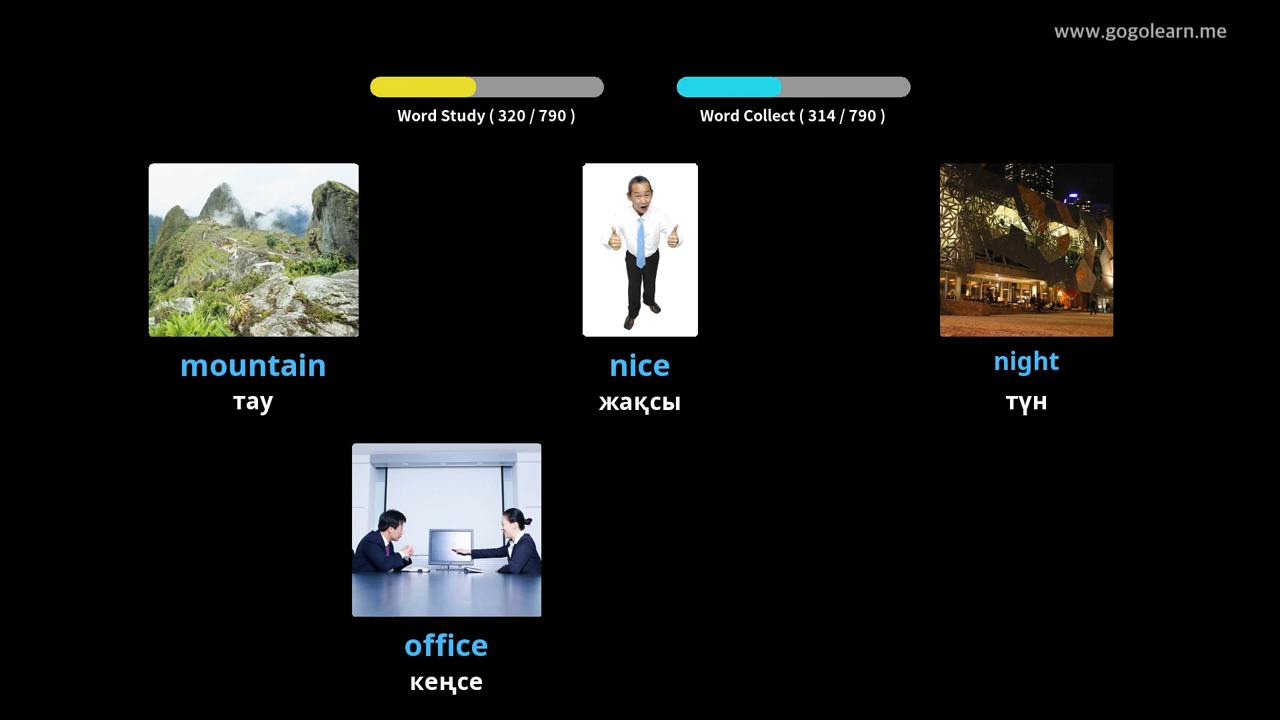 www.gogolearn.me
Word Study ( 320 / 790 )
Word Collect ( 314 / 790 )
mountain
тау
nice
жақсы
night
түн
office
кеңсе